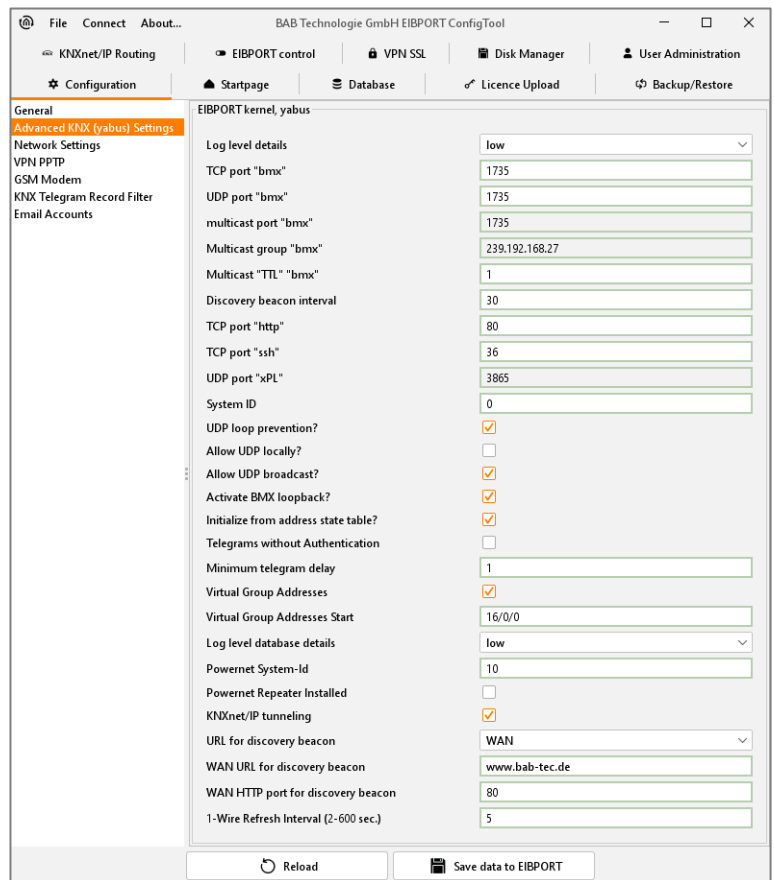 File Connect About... BAB Technologie GmbH EIBPORT ConfigTool
KNXnet/IP Routing EIBPORT control VPN SSL Disk Manager User Administration
Configuration Startpage Database Licence Upload Backup/Restore
General
Advanced KNX (yabus) Settings
Network Settings
VPN PPTP
GSM Modem
KNX Telegram Record Filter
Email Accounts
EIBPORT kernel, yabus
Log level details low
TCP port "bmx" 1735
UDP port "bmx" 1735
multicast port "bmx" 1735
Multicast group "bmx" 239.192.168.27
Multicast "TTL" "bmx" 1
Discovery beacon interval 30
TCP port "http" 80
TCP port "ssh" 36
UDP port "xPL" 3865
System ID 0
UDP loop prevention?
Allow UDP locally?
Allow UDP broadcast?
Activate BMX loopback?
Initialize from address state table?
Telegrams without Authentication
Minimum telegram delay 1
Virtual Group Addresses
Virtual Group Addresses Start 16/0/0
Log level database details low
Powernet System-Id 10
Powernet Repeater Installed
KNXnet/IP tunneling
URL for discovery beacon WAN
WAN URL for discovery beacon www.bab-tec.de
WAN HTTP port for discovery beacon 80
1-Wire Refresh Interval (2-600 sec.) 5
Reload Save data to EIBPORT